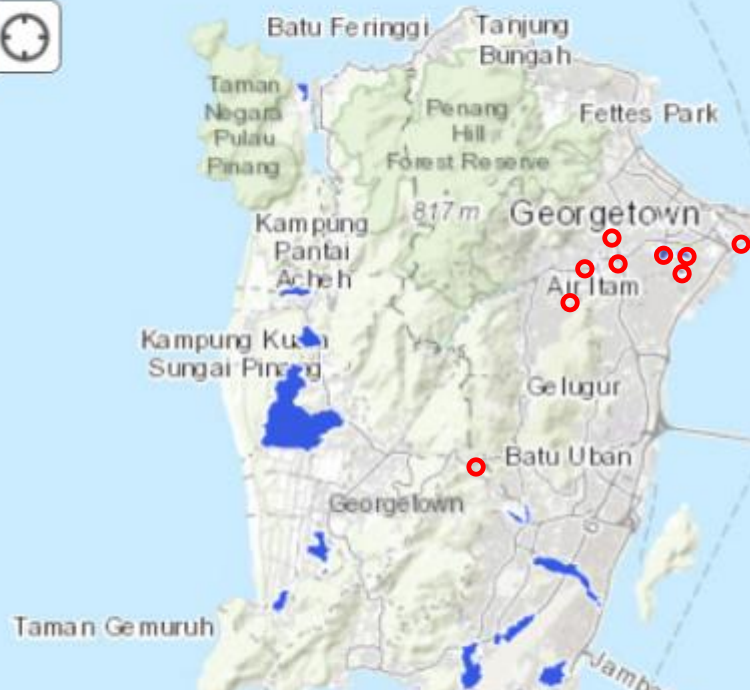 Batu Feringgi
Tanjung
Bungah
Taman
Negara
Pulau
Pinang
Penang
Hill
Forest Reserve
Fettes Park
817 m
Georgetown
Kampung
Pantai
Acheh
Air Itam
Kampung Kuala
Sungai Pinang
Gelugur
Batu Uban
Georgetown
Taman Gemuruh
Jamb